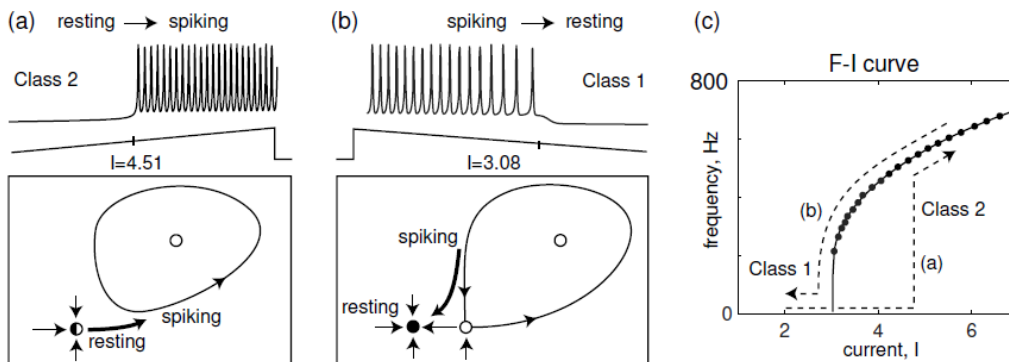 (a) resting → spiking
Class 2
I=4.51
spiking
resting
(b) spiking → resting
Class 1
I=3.08
spiking
resting
(c)
F-I curve
800
frequency, Hz
0
(b)
Class 2
Class 1
(a)
2 4 6
current, I